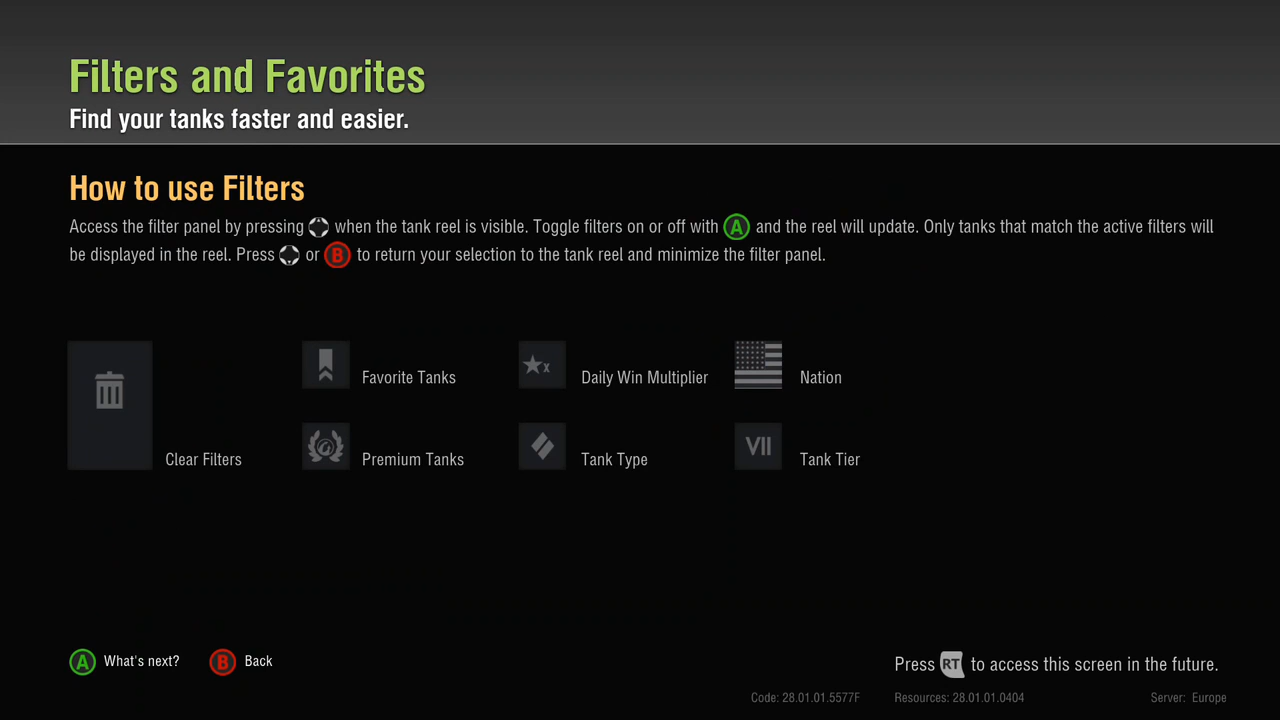 Filters and Favorites
Find your tanks faster and easier.
How to use Filters
Access the filter panel by pressing when the tank reel is visible. Toggle filters on or off with A and the reel will update. Only tanks that match the active filters will
be displayed in the reel. Press or B to return your selection to the tank reel and minimize the filter panel.
x
Favorite Tanks
Daily Win Multiplier
Nation
Clear Filters
Premium Tanks
Tank Type
VII
Tank Tier
A What's next?
B Back
Press RT to access this screen in the future.
Code: 28.01.01.5577F
Resources: 28.01.01.0404
Server: Europe